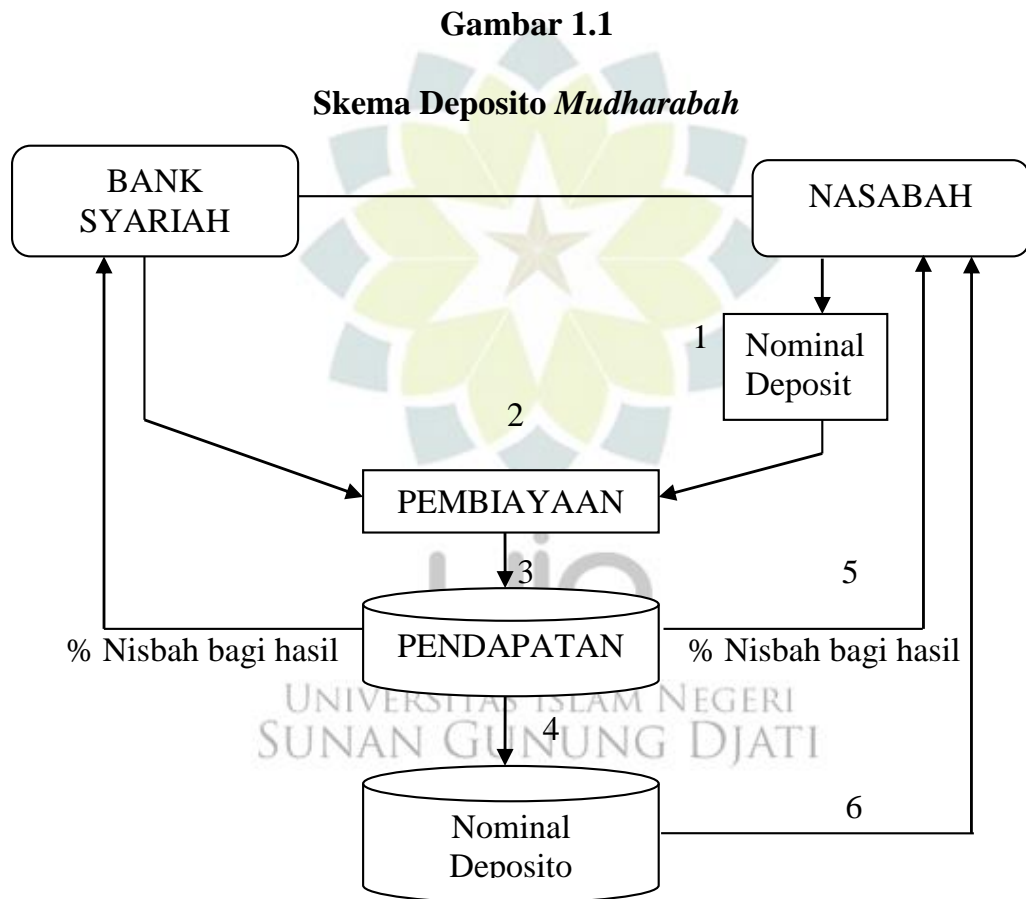 Gambar 1.1
Skema Deposito Mudharabah
BANK
SYARIAH
NASABAH
1
Nominal
Deposit
2
PEMBIAYAAN
3
5
PENDAPATAN
% Nisbah bagi hasil
% Nisbah bagi hasil
UNIVERSITAS ISLAM NEGERI
SUNAN GUNUNG DJATI
4
6
Nominal
Deposito